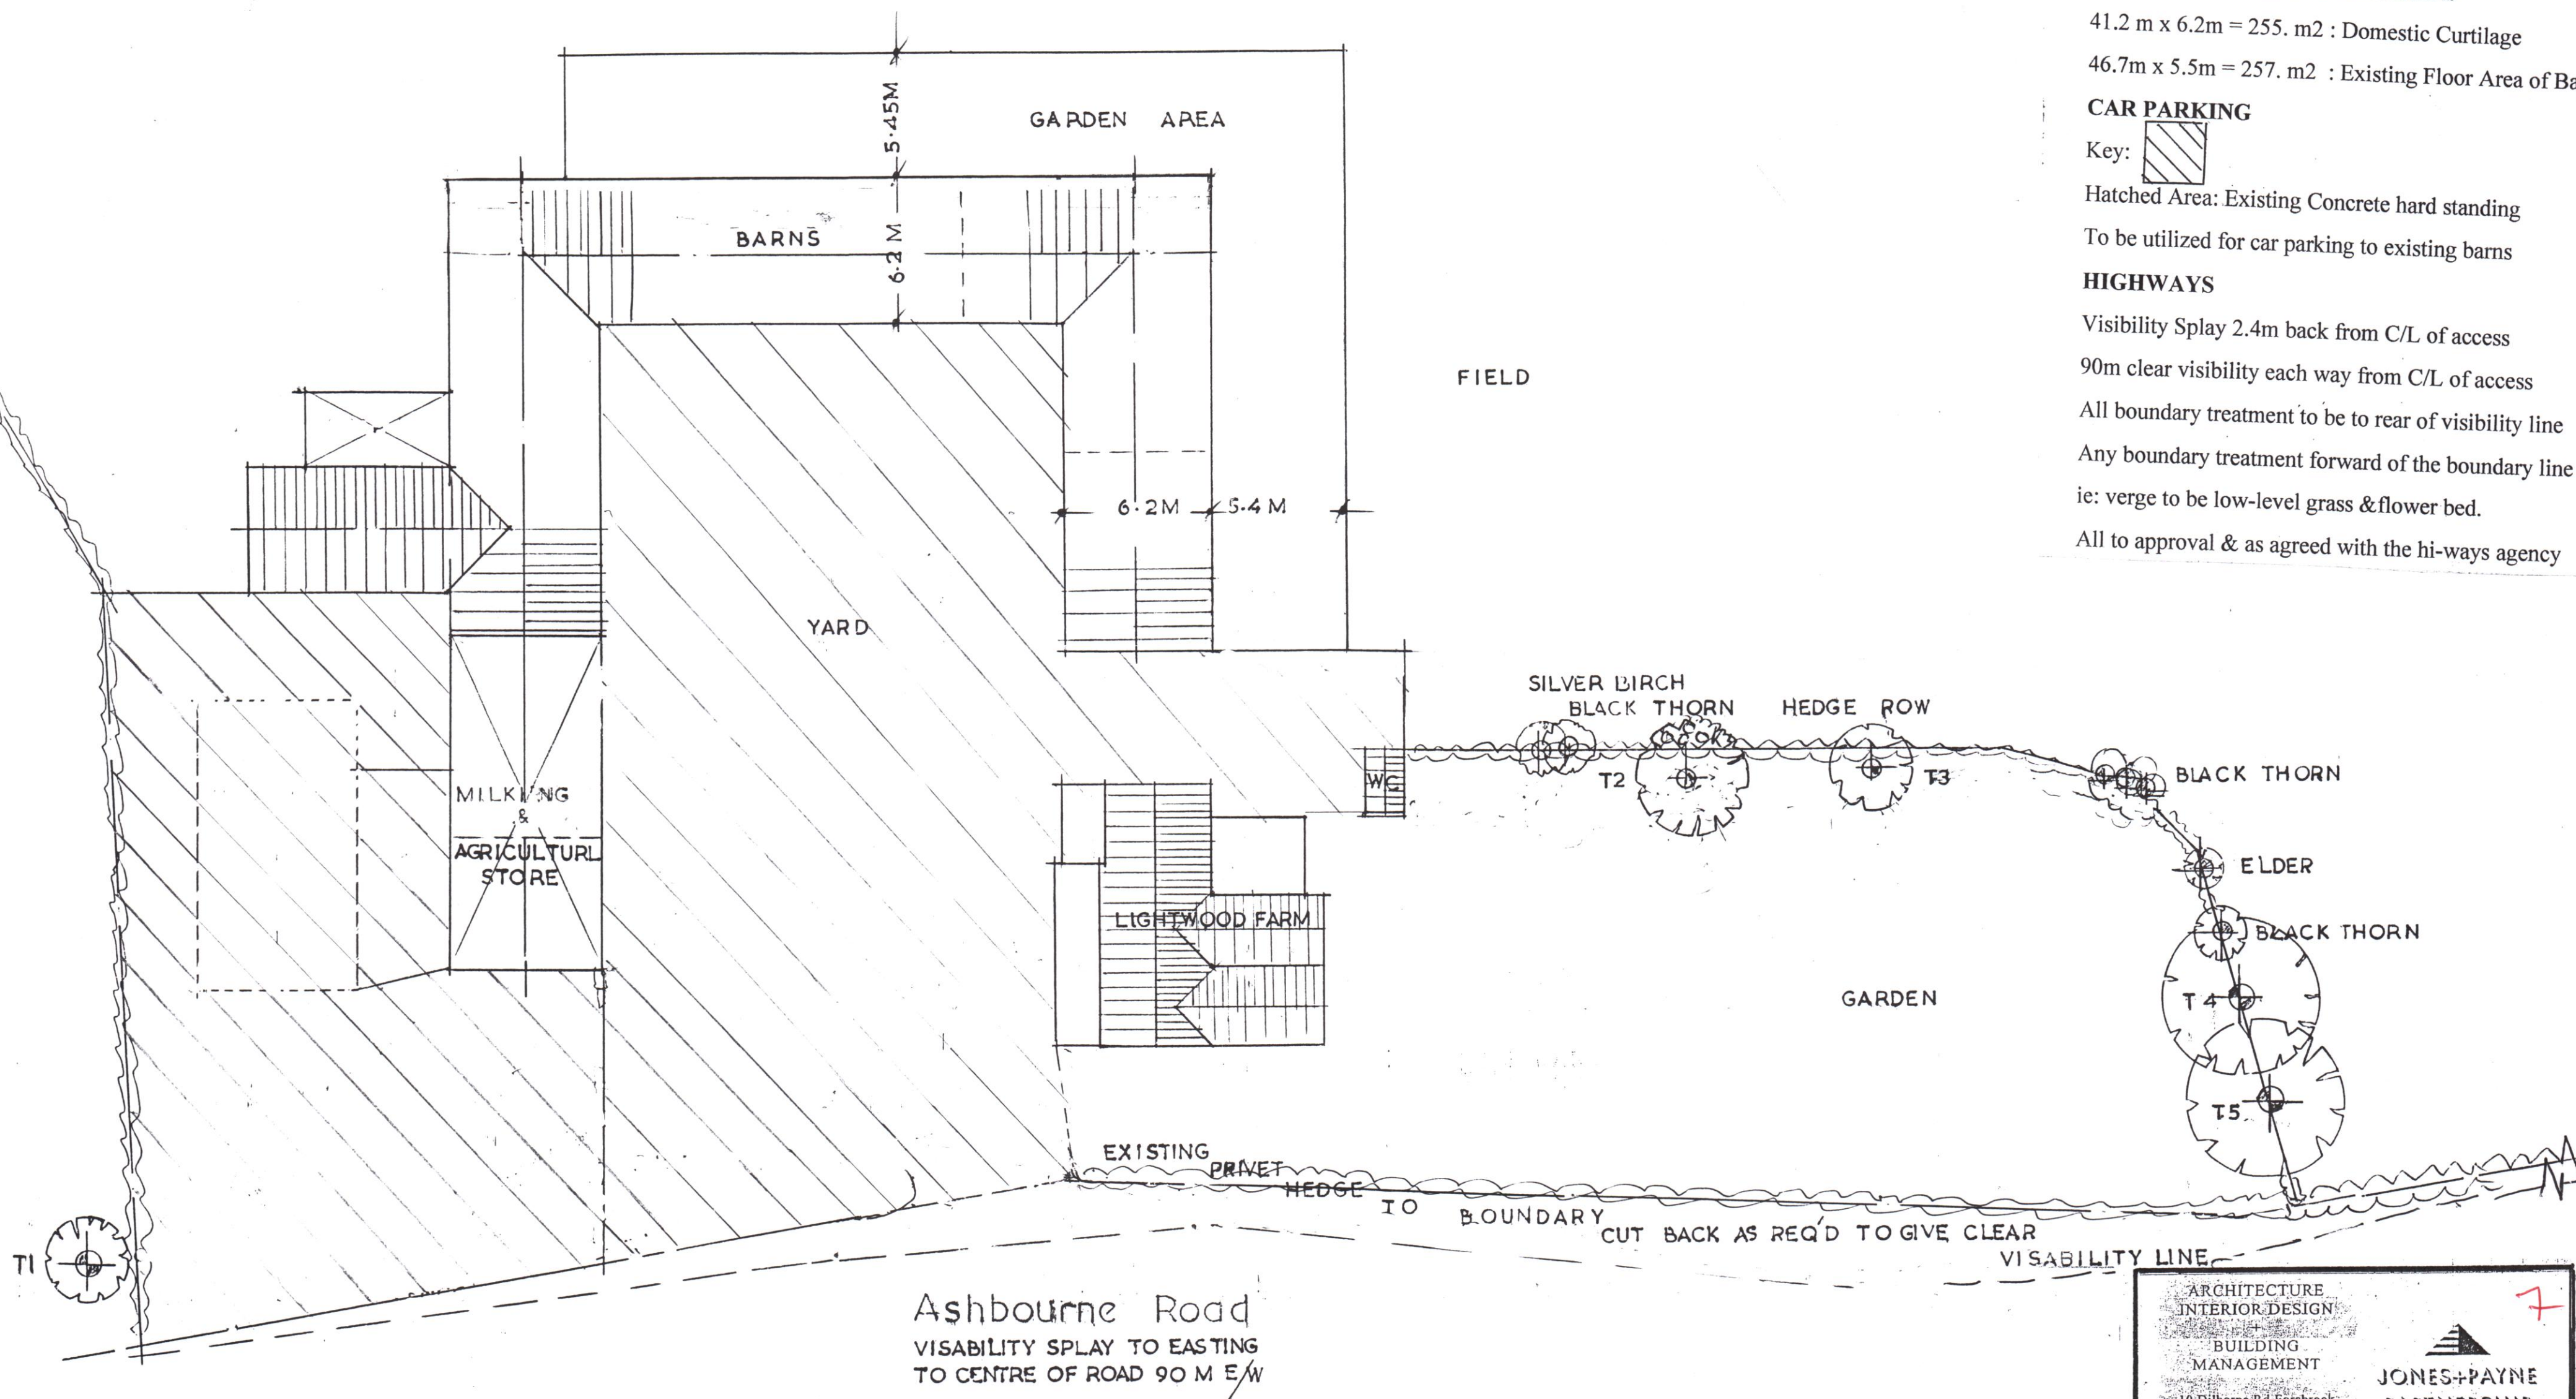 41.2 m x 6.2m = 255. m2 : Domestic Curtilage
46.7m x 5.5m = 257. m2 : Existing Floor Area of
CAR PARKING
Key:
Hatched Area: Existing Concrete hard standing
To be utilized for car parking to existing barns
HIGHWAYS
Visibility Splay 2.4m back from C/L of access
90m clear visibility each way from C/L of access
All boundary treatment to be to rear of visibility line
Any boundary treatment forward of the boundary line
ie: verge to be low-level grass &flower bed.
All to approval & as agreed with the hi-ways agency
5.45M
GARDEN AREA
BARNS
6.2M
FIELD
6.2M
5.4M
YARD
SILVER BIRCH
BLACK THORN
HEDGE ROW
WC
T2
T3
BLACK THORN
MILKING
&
AGRICULTURL
STORE
ELDER
LIGHTWOOD FARM
BLACK THORN
GARDEN
T4
T5
EXISTING
PRIVET
HEDGE
TO
BOUNDARY
CUT BACK AS REQ'D TO GIVE CLEAR
VISABILITY LINE
T1
N
Ashbourne Road
VISABILITY SPLAY TO EASTING
TO CENTRE OF ROAD 90 M E/W
ARCHITECTURE
INTERIOR DESIGN
+
BUILDING
MANAGEMENT
7
JONES+PAYNE